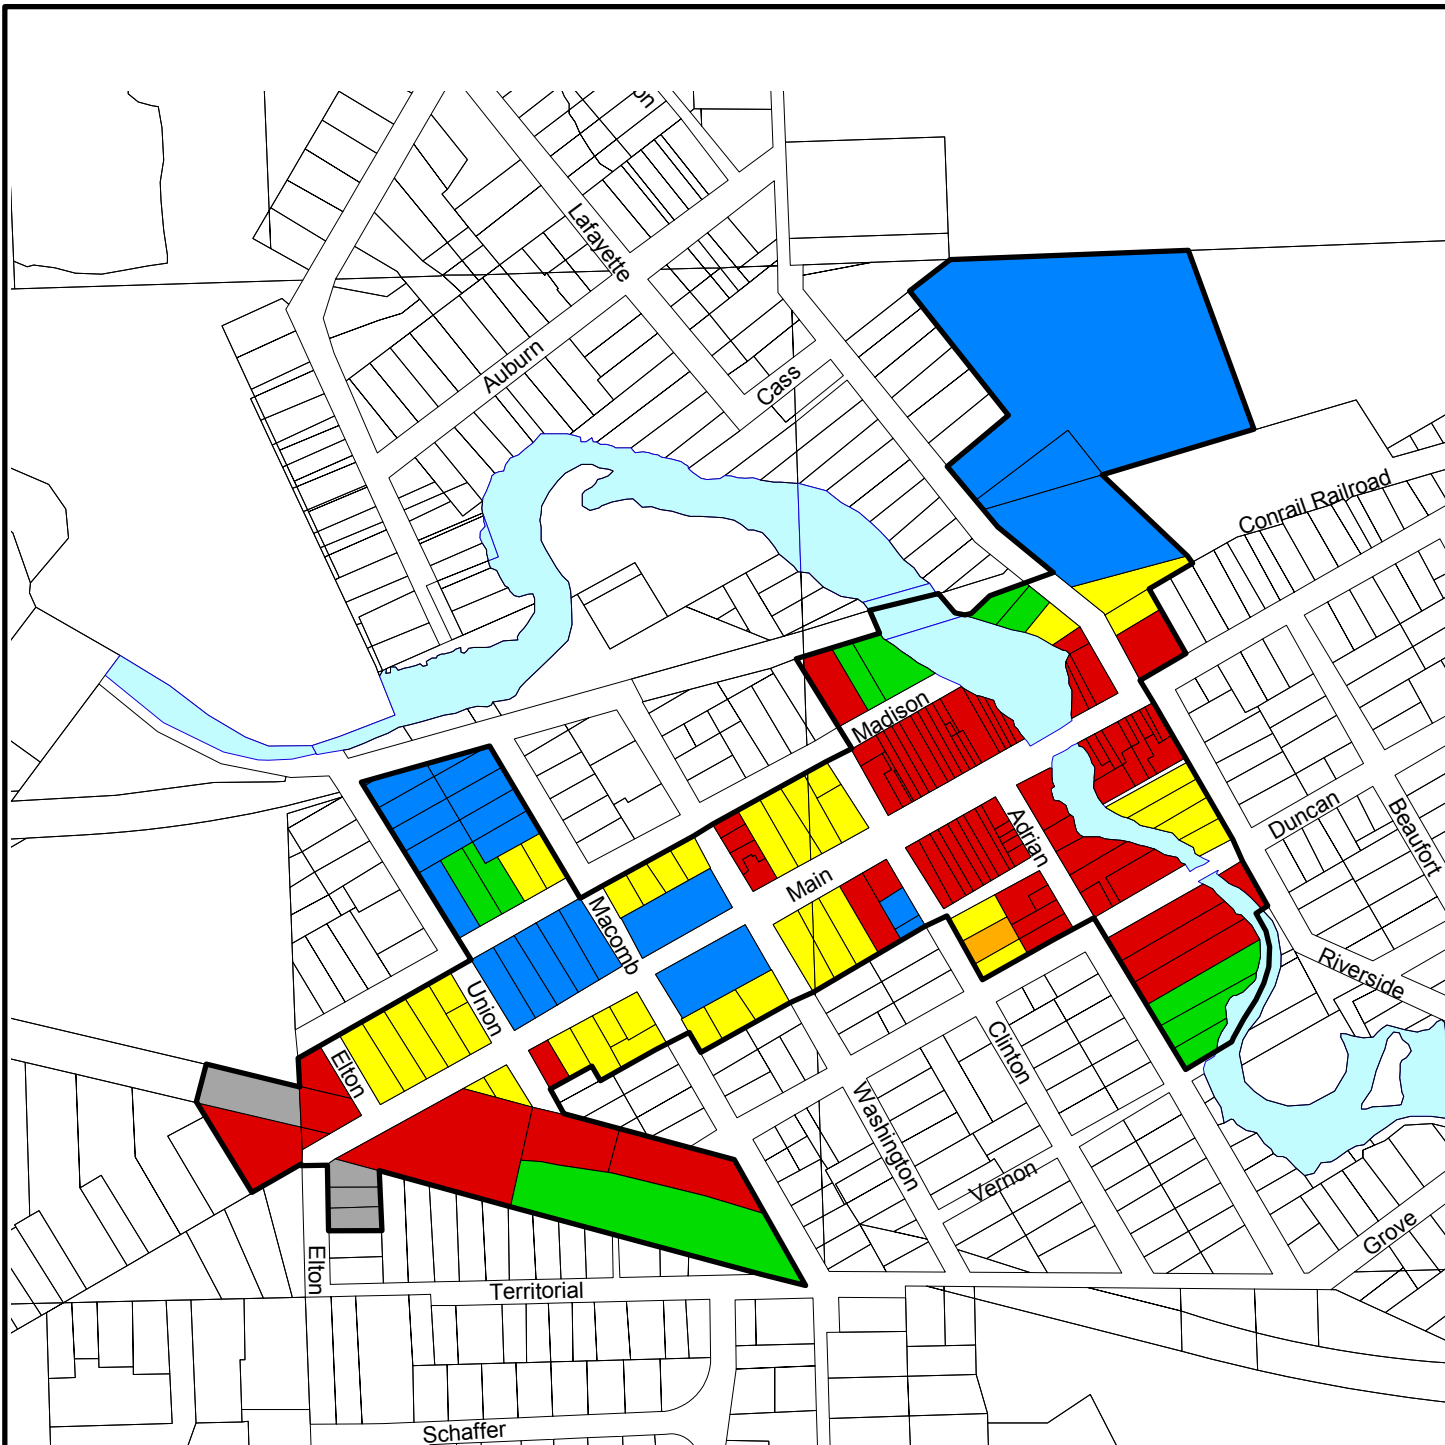 Lafayette
Auburn
Cass
Conrail Railroad
Madison
Adrian
Duncan
Beaufort
Main
Macomb
Union
Riverside
Elton
Clinton
Washington
Vernon
Grove
Elton
Territorial
Schaffer